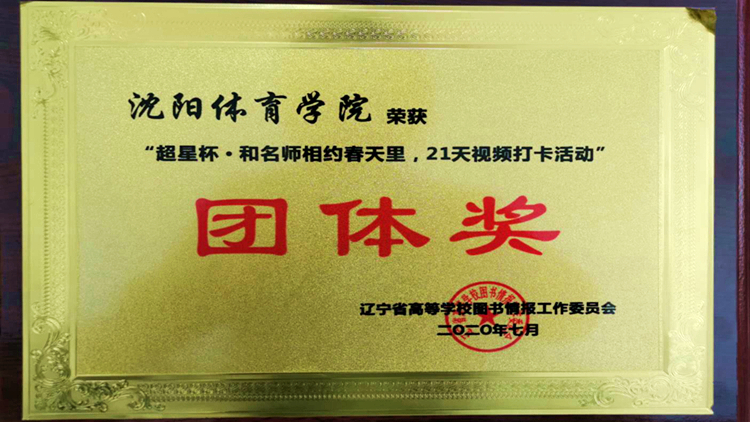 沈阳体育学院 荣获
“超星杯·和名师相约春天里，21天视频打卡活动”
团体奖
辽宁省高等学校图书情报工作委员会
二〇二〇年七月